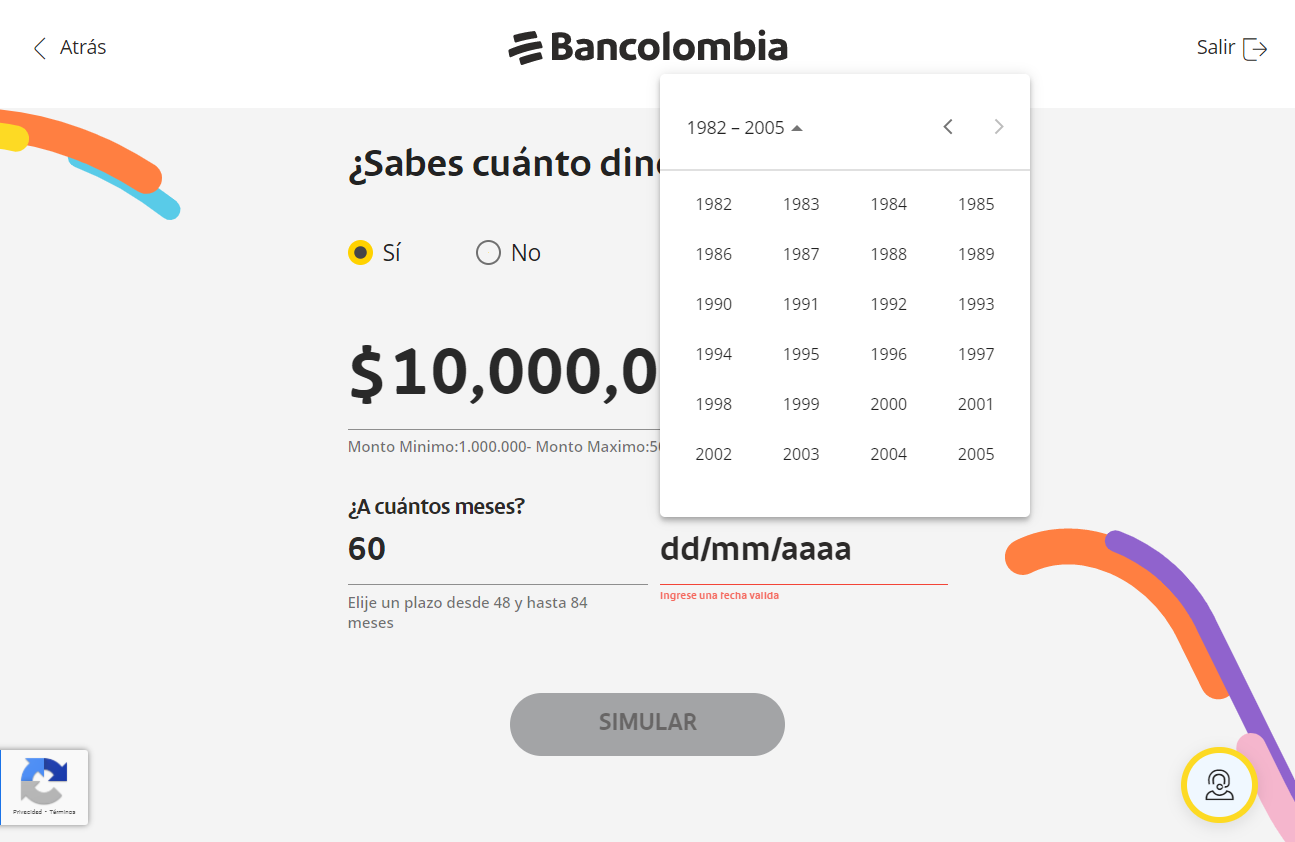 Atrás
Bancolombia
Salir
1982 – 2005
¿Sabes cuánto din
1982 1983 1984 1985
Sí No
1986 1987 1988 1989
1990 1991 1992 1993
1994 1995 1996 1997
$10,000,0
1998 1999 2000 2001
Monto Minimo:1.000.000- Monto Maximo:50
2002 2003 2004 2005
¿A cuántos meses?
60
dd/mm/aaaa
Elije un plazo desde 48 y hasta 84
meses
Ingrese una fecha valida
SIMULAR
Privacidad - Términos